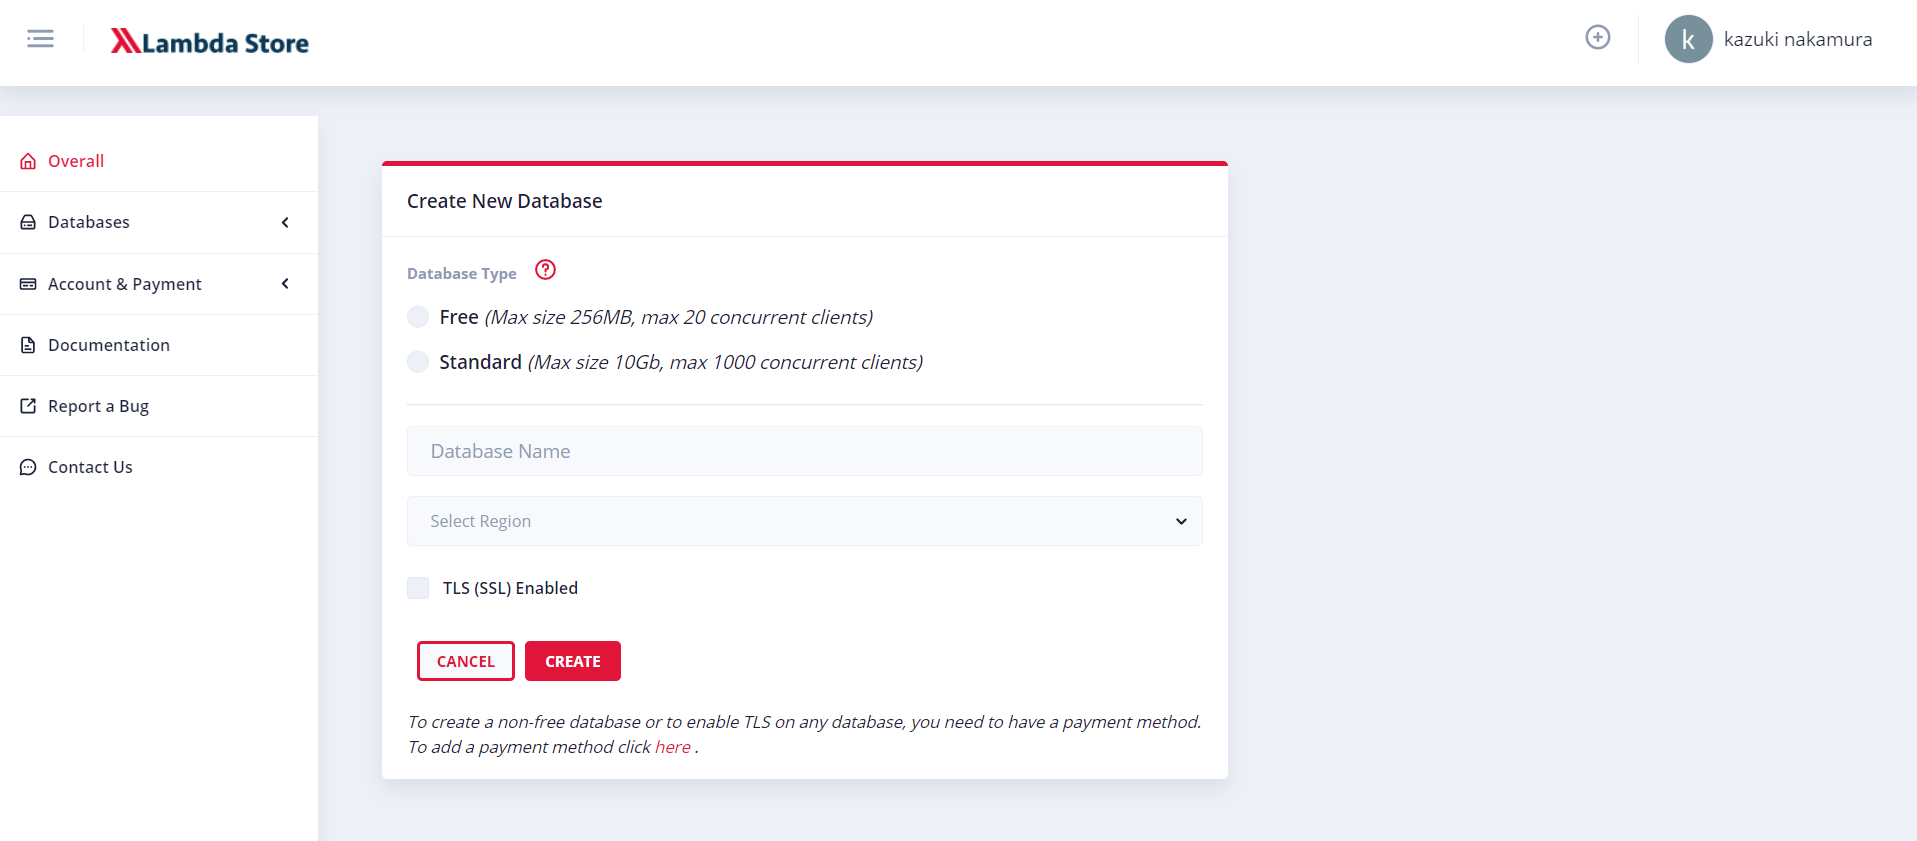 Lambda Store
kazuki nakamura
k
Overall
Databases
Account & Payment
Documentation
Report a Bug
Contact Us
Create New Database
Database Type ?
Free (Max size 256MB, max 20 concurrent clients)
Standard (Max size 10Gb, max 1000 concurrent clients)
Database Name
Select Region
TLS (SSL) Enabled
CANCEL CREATE
To create a non-free database or to enable TLS on any database, you need to have a payment method.
To add a payment method click here .